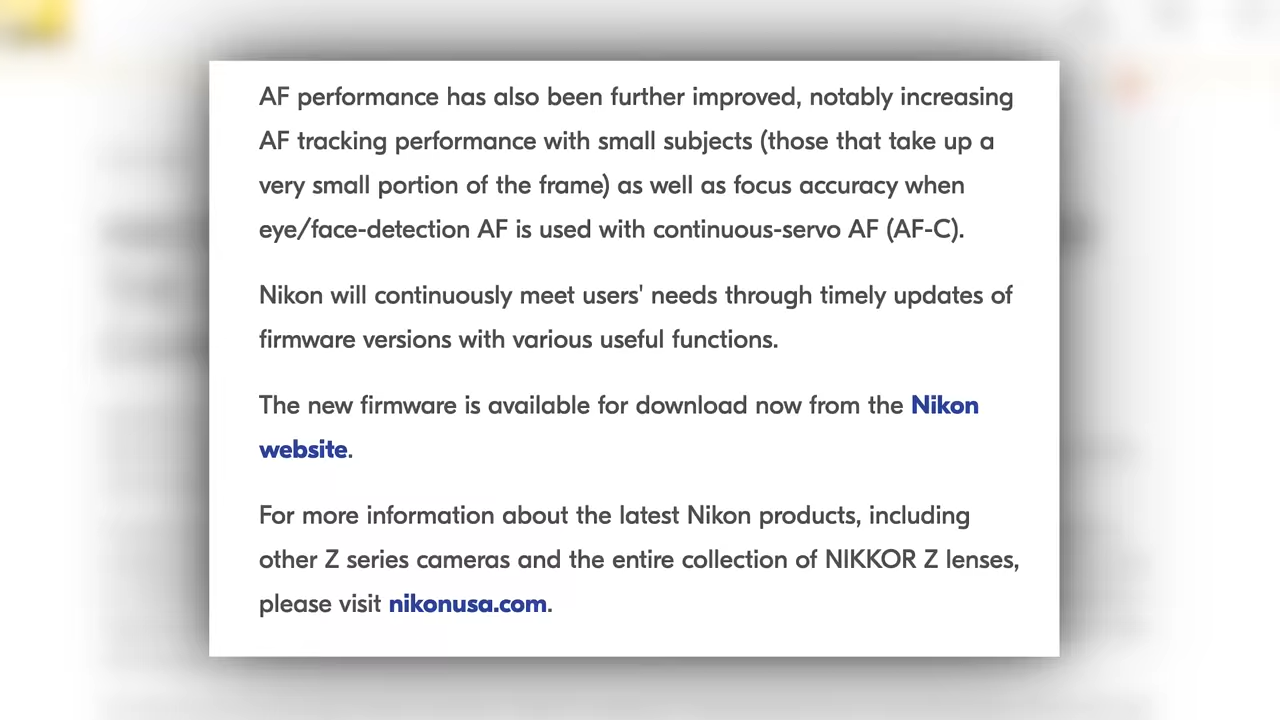 AF performance has also been further improved, notably increasing
AF tracking performance with small subjects (those that take up a
very small portion of the frame) as well as focus accuracy when
eye/face-detection AF is used with continuous-servo AF (AF-C).
Nikon will continuously meet users' needs through timely updates of
firmware versions with various useful functions.
The new firmware is available for download now from the Nikon
website.
For more information about the latest Nikon products, including
other Z series cameras and the entire collection of NIKKOR Z lenses,
please visit nikonusa.com.